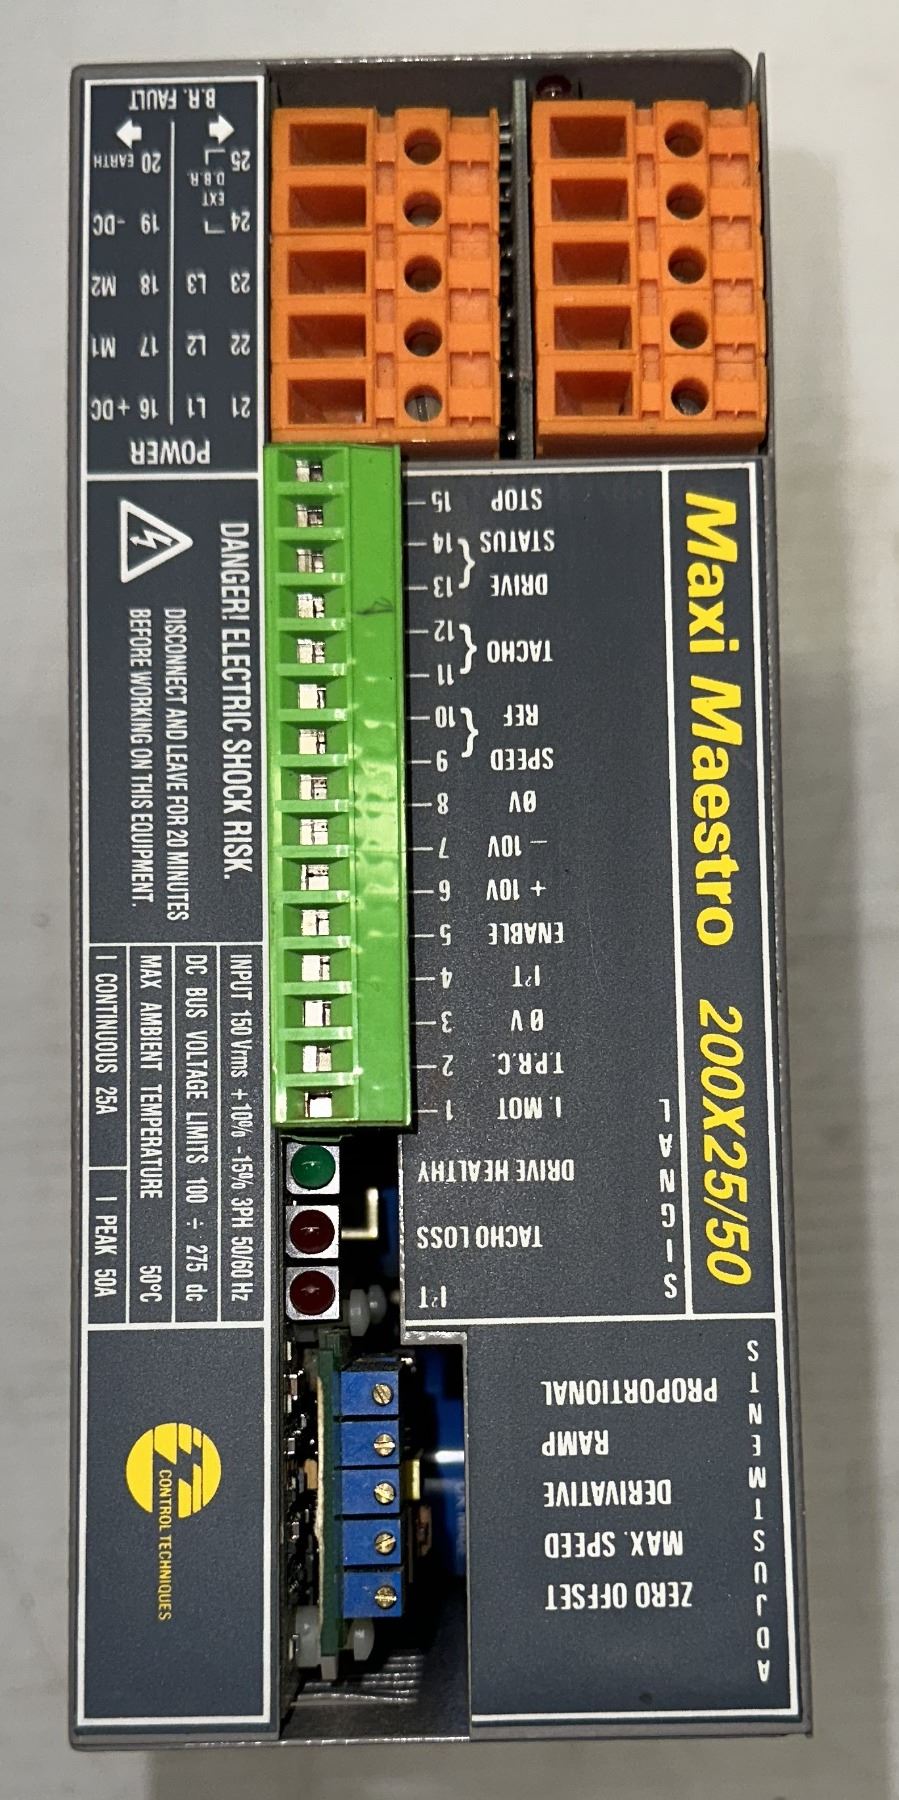 Maxi Maestro 200X25/50
SIGNAL
15 STOP
14 STATUS
13 DRIVE
12
11 TACHO
10 REF
9 SPEED
8 ØV
7 - 10V
6 + 10V
5 ENABLE
4 I²T
3 ØV
2 T.P.R.C.
1 I. MOT
DRIVE HEALTHY
TACHO LOSS
I²T
ADJUSTMENTS
PROPORTIONAL
RAMP
DERIVATIVE
MAX. SPEED
ZERO OFFSET
POWER
16 +DC
17 M1
18 M2
19 -DC
20 EARTH
21 L1
22 L2
23 L3
24
25
EXT
D.B.R.
B.R. FAULT
DANGER! ELECTRIC SHOCK RISK.
DISCONNECT AND LEAVE FOR 20 MINUTES
BEFORE WORKING ON THIS EQUIPMENT.
INPUT 150 Vrms +10% -15% 3PH 50/60 Hz
DC BUS VOLTAGE LIMITS 100 ÷ 275 dc
MAX AMBIENT TEMPERATURE 50°C
I CONTINUOUS 25A I PEAK 50A
CONTROL TECHNIQUES